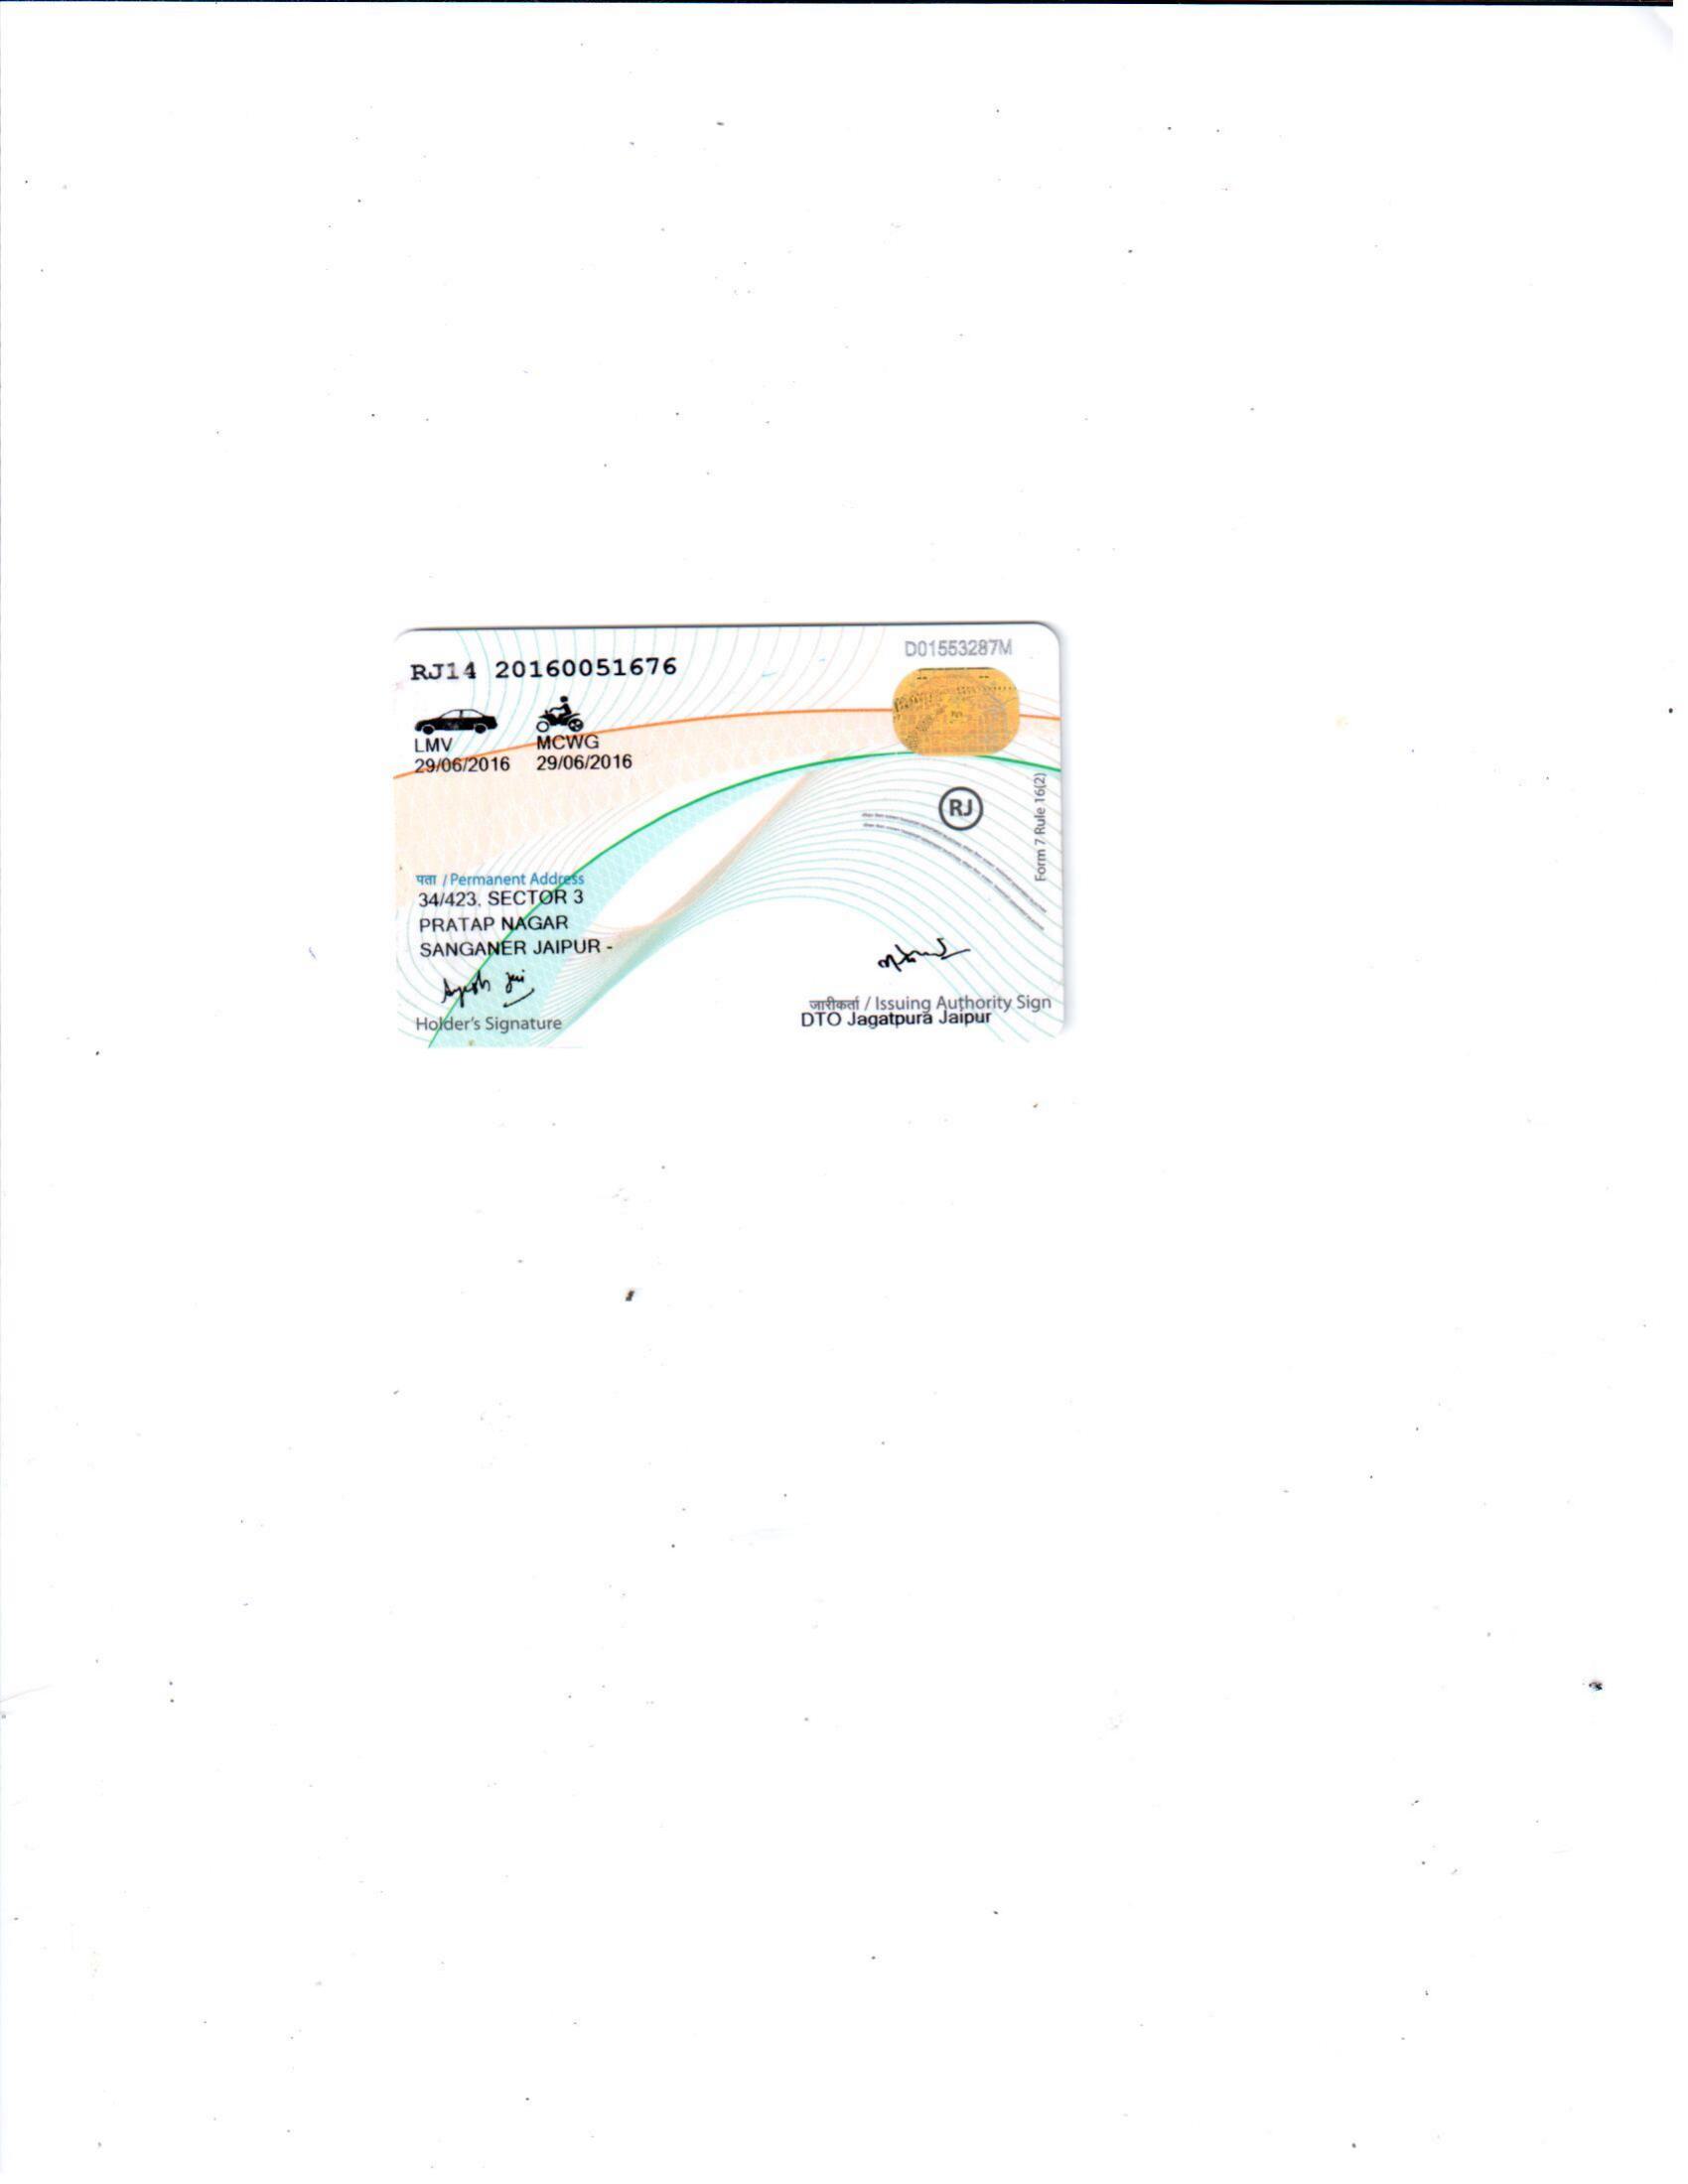 D01553287M
RJ14 20160051676
LMV MCWG
29/06/2016 29/06/2016
RJ
Form 7 Rule 16(2)
पता / Permanent Address
34/423, SECTOR 3
PRATAP NAGAR
SANGANER JAIPUR -
Holder's Signature
जारीकर्ता / Issuing Authority Sign
DTO Jagatpura Jaipur